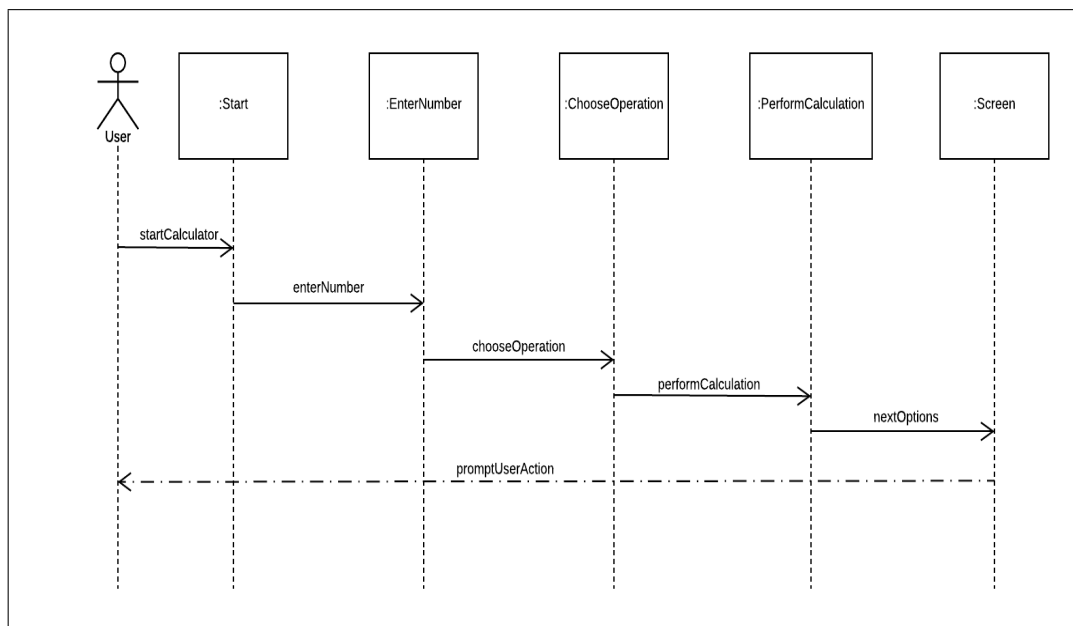 :Start
:EnterNumber
:ChooseOperation
:PerformCalculation
:Screen
User
startCalculator
enterNumber
chooseOperation
performCalculation
nextOptions
promptUserAction